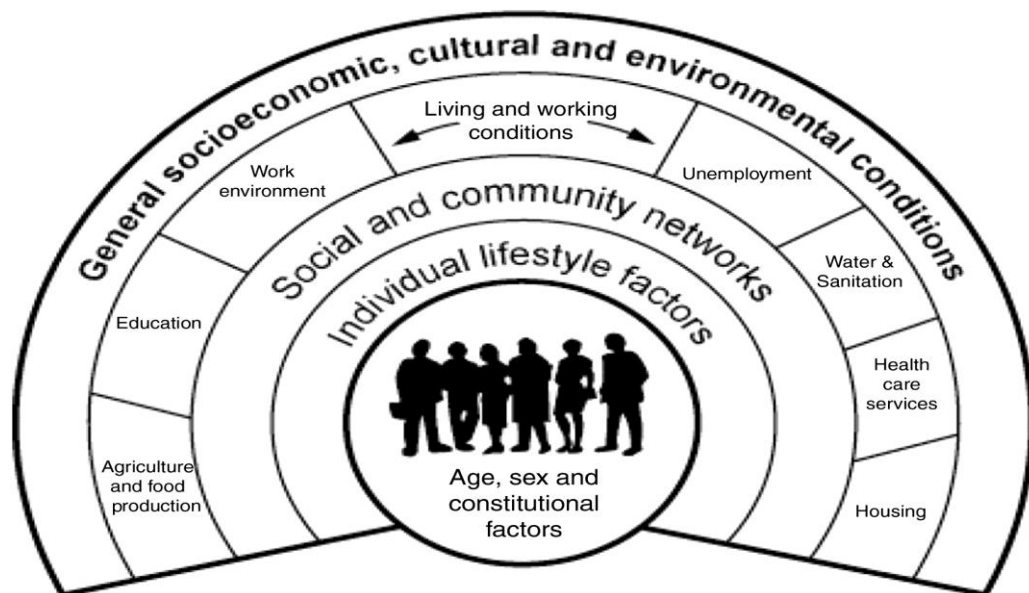 General socioeconomic, cultural and environmental conditions
Living and working
conditions
Agriculture
and food
production
Education
Work
environment
Unemployment
Water &
Sanitation
Health
care
services
Housing
Social and community networks
Individual lifestyle factors
Age, sex and
constitutional
factors